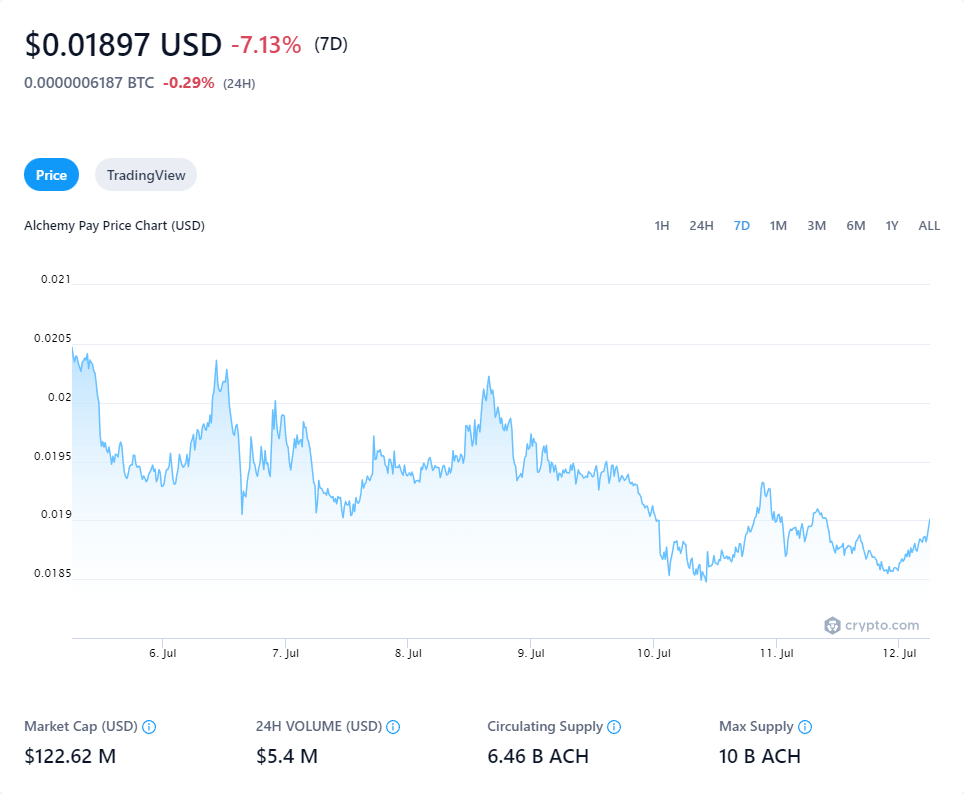 $0.01897 USD -7.13% (7D)
0.0000006187 BTC -0.29% (24H)
Price TradingView
Alchemy Pay Price Chart (USD) 1H 24H 7D 1M 3M 6M 1Y ALL
0.021
0.0205
0.02
0.0195
0.019
0.0185
crypto.com
6. Jul 7. Jul 8. Jul 9. Jul 10. Jul 11. Jul 12. Jul
Market Cap (USD) 24H VOLUME (USD) Circulating Supply Max Supply
$122.62 M $5.4 M 6.46 B ACH 10 B ACH